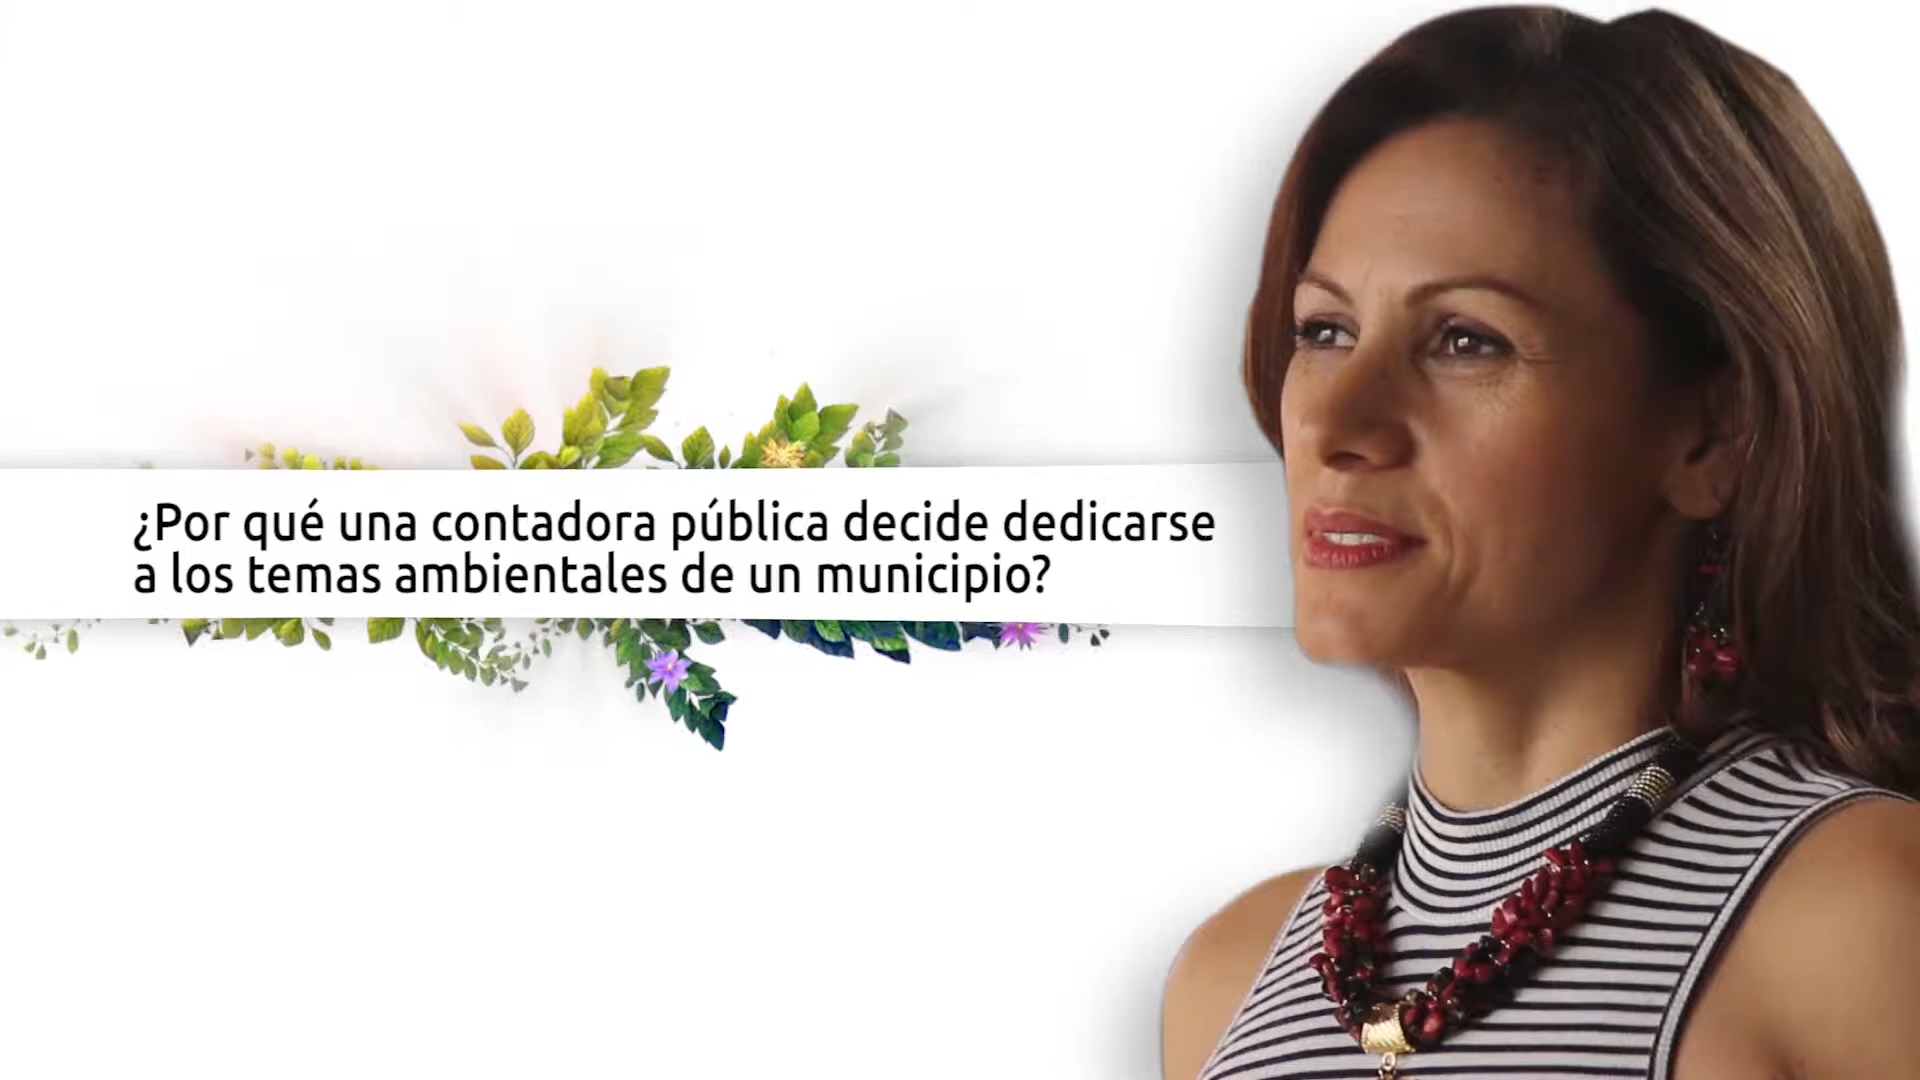 ¿Por qué una contadora pública decide dedicarse
a los temas ambientales de un municipio?